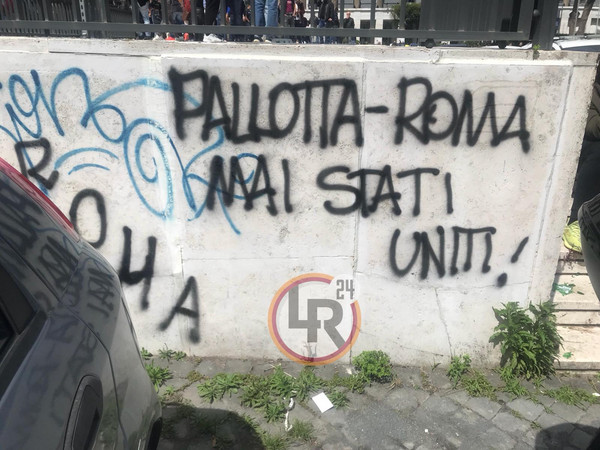 PALLOTTA-ROMA
MAI STATI
UNITI!
ROMA
LR
24